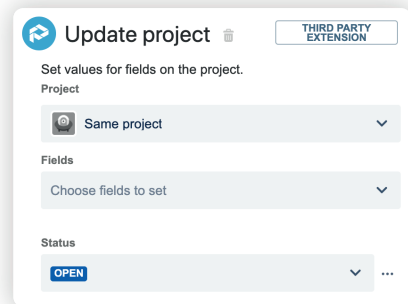 Update project
THIRD PARTY
EXTENSION
Set values for fields on the project.
Project
Same project
Fields
Choose fields to set
Status
OPEN